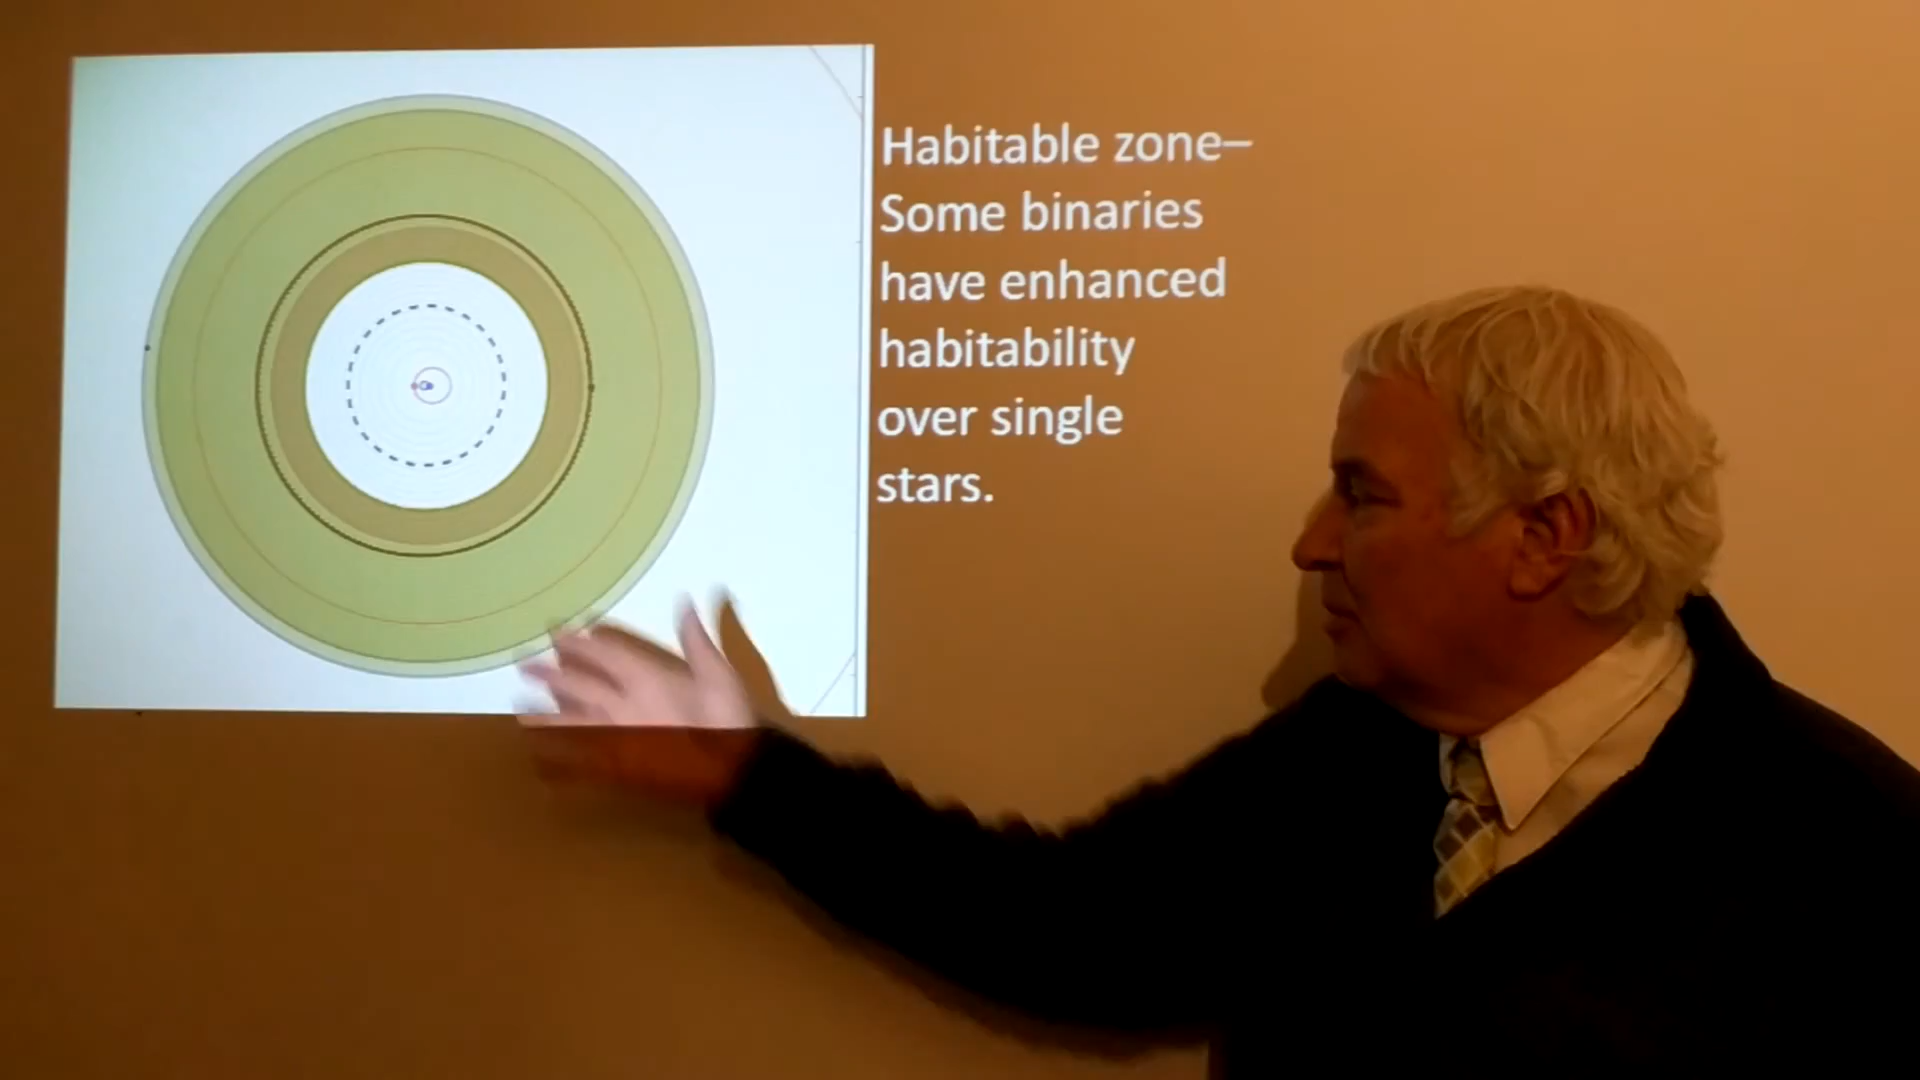 Habitable zone–
Some binaries
have enhanced
habitability
over single
stars.